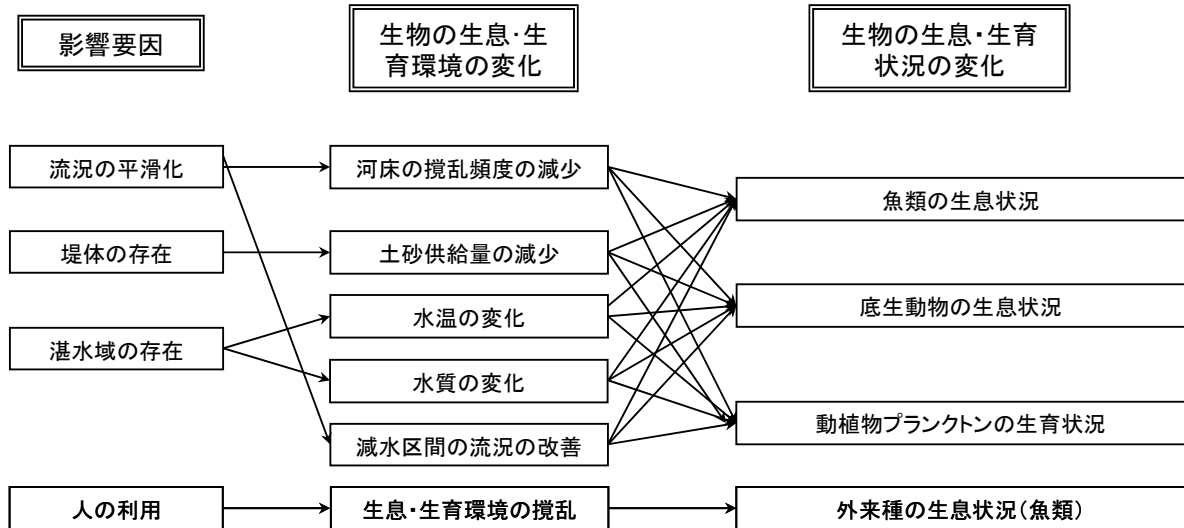 影響要因
生物の生息・生
育環境の変化
生物の生息・生育
状況の変化
流況の平滑化
河床の撹乱頻度の減少
魚類の生息状況
堤体の存在
土砂供給量の減少
底生動物の生息状況
湛水域の存在
水温の変化
水質の変化
動植物プランクトンの生育状況
減水区間の流況の改善
人の利用
生息・生育環境の撹乱
外来種の生息状況(魚類)